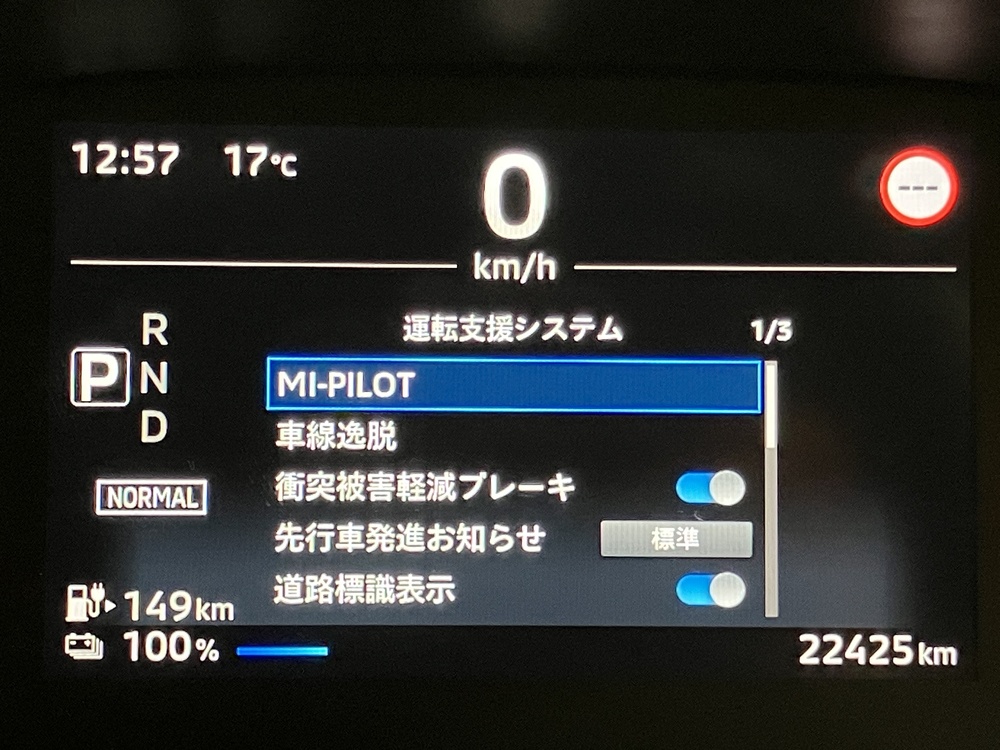 12:57 17℃
0
km/h
---
運転支援システム 1/3
P
R
N
D
MI-PILOT
車線逸脱
衝突被害軽減ブレーキ
先行車発進お知らせ 標準
道路標識表示
NORMAL
149km
100%
22425km